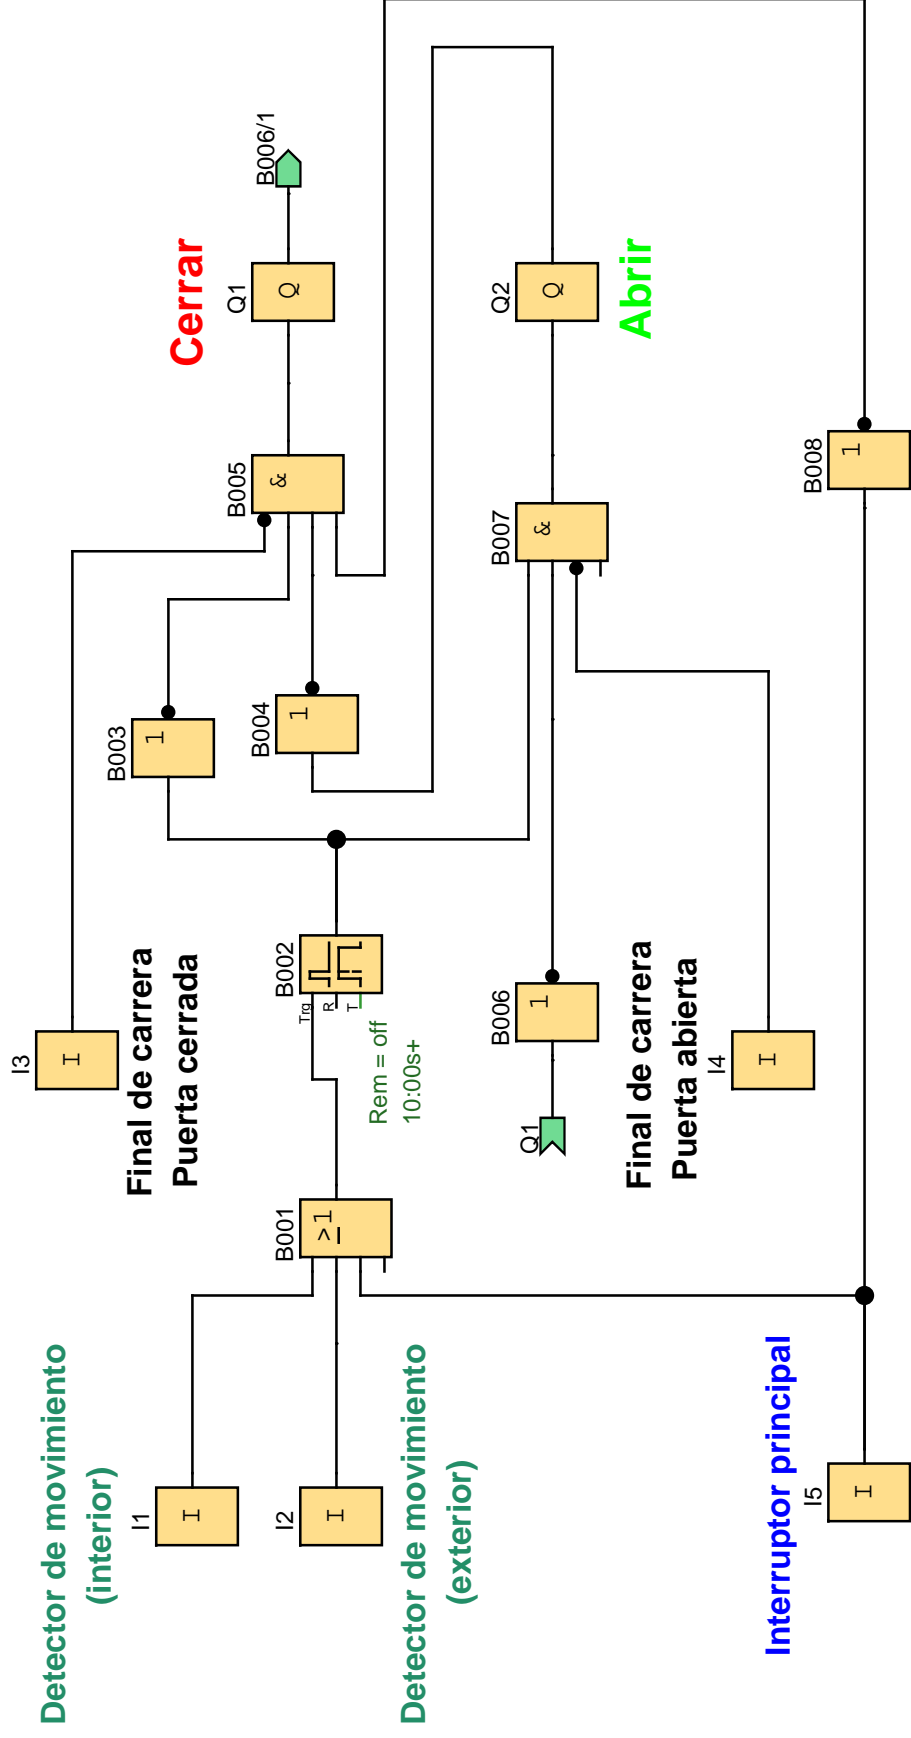 Detector de movimiento
(interior)
I1
I
I2
I
Detector de movimiento
(exterior)
Interruptor principal
I5
I
B001
>1
I3
I
Final de carrera
Puerta cerrada
B002
Trg
R
T
Rem = off
10:00s+
Q1
B006
1
Final de carrera
Puerta abierta
I4
I
B003
1
B004
1
B005
&
B007
&
B008
1
Cerrar
Q1
Q
B006/1
Q2
Q
Abrir